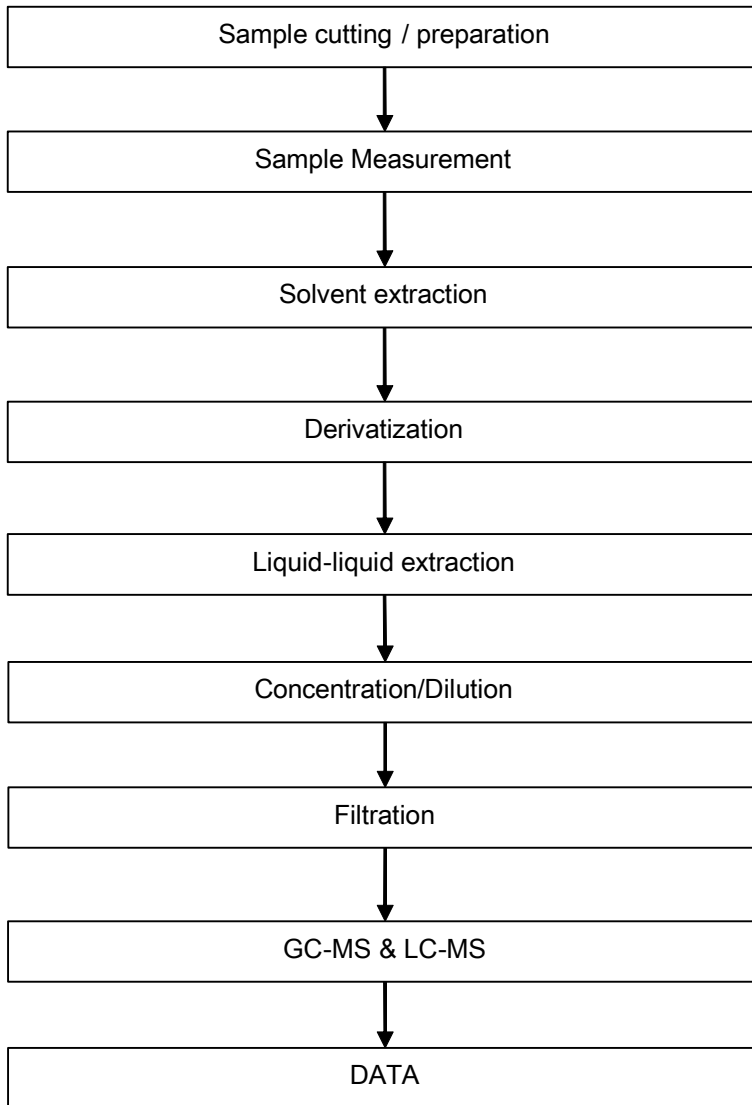 Sample cutting / preparation
Sample Measurement
Solvent extraction
Derivatization
Liquid-liquid extraction
Concentration/Dilution
Filtration
GC-MS & LC-MS
DATA